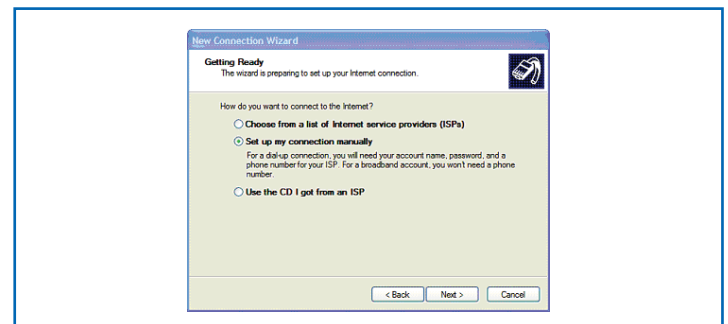 New Connection Wizard
Getting Ready
The wizard is preparing to set up your Internet connection.
How do you want to connect to the Internet?
Choose from a list of Internet service providers (ISPs)
Set up my connection manually
For a dial-up connection, you will need your account name, password, and a
phone number for your ISP. For a broadband account, you won't need a phone
number.
Use the CD I got from an ISP
< Back
Next >
Cancel